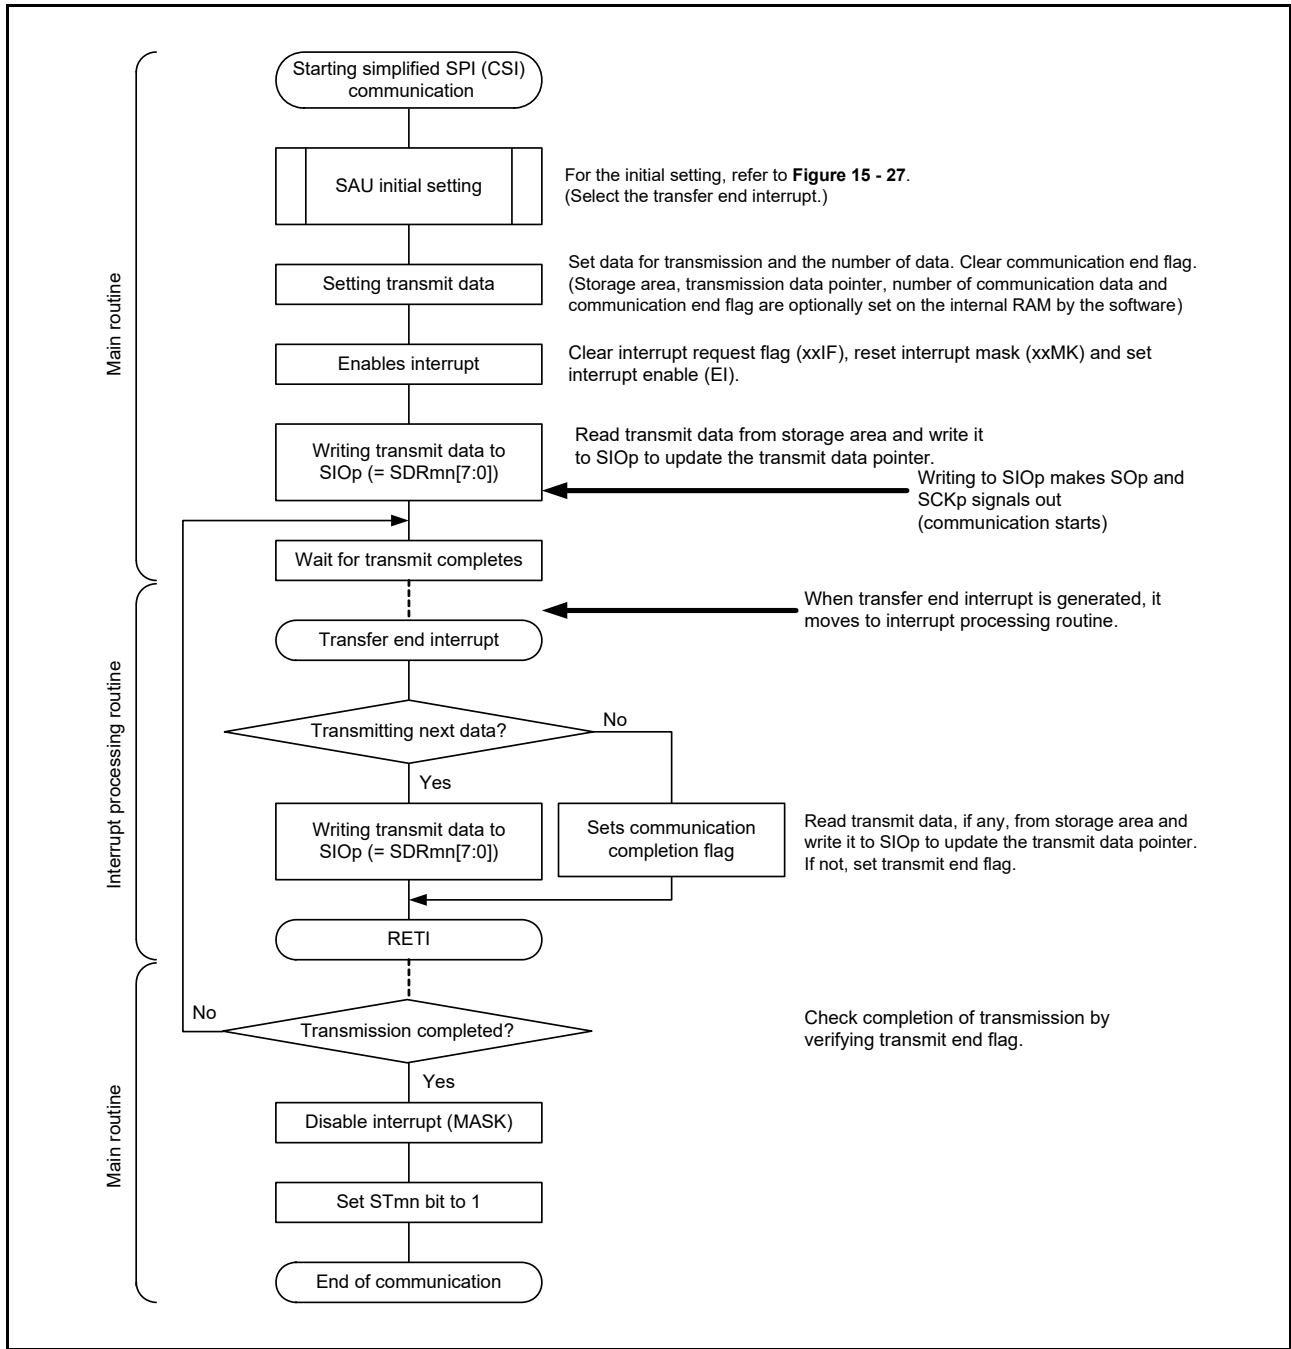 Starting simplified SPI (CSI)
communication
SAU initial setting
For the initial setting, refer to Figure 15 - 27.
(Select the transfer end interrupt.)
Setting transmit data
Set data for transmission and the number of data. Clear communication end flag.
(Storage area, transmission data pointer, number of communication data and
communication end flag are optionally set on the internal RAM by the software)
Main routine
Enables interrupt
Clear interrupt request flag (xxIF), reset interrupt mask (xxMK) and set
interrupt enable (EI).
Writing transmit data to
SIOp (= SDRmn[7:0])
Read transmit data from storage area and write it
to SIOp to update the transmit data pointer.
Writing to SIOp makes SOp and
SCKp signals out
(communication starts)
Wait for transmit completes
When transfer end interrupt is generated, it
moves to interrupt processing routine.
Transfer end interrupt
Interrupt processing routine
Transmitting next data?
No
Yes
Writing transmit data to
SIOp (= SDRmn[7:0])
Sets communication
completion flag
Read transmit data, if any, from storage area and
write it to SIOp to update the transmit data pointer.
If not, set transmit end flag.
RETI
No
Transmission completed?
Check completion of transmission by
verifying transmit end flag.
Yes
Main routine
Disable interrupt (MASK)
Set STmn bit to 1
End of communication